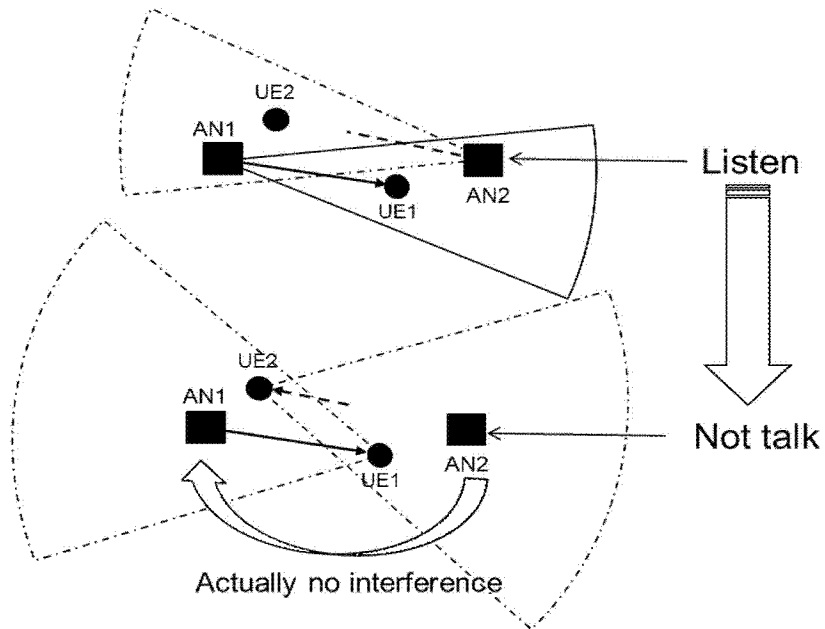 UE2
AN1
Listen
UE1
AN2
UE2
AN1
Not talk
UE1
AN2
Actually no interference